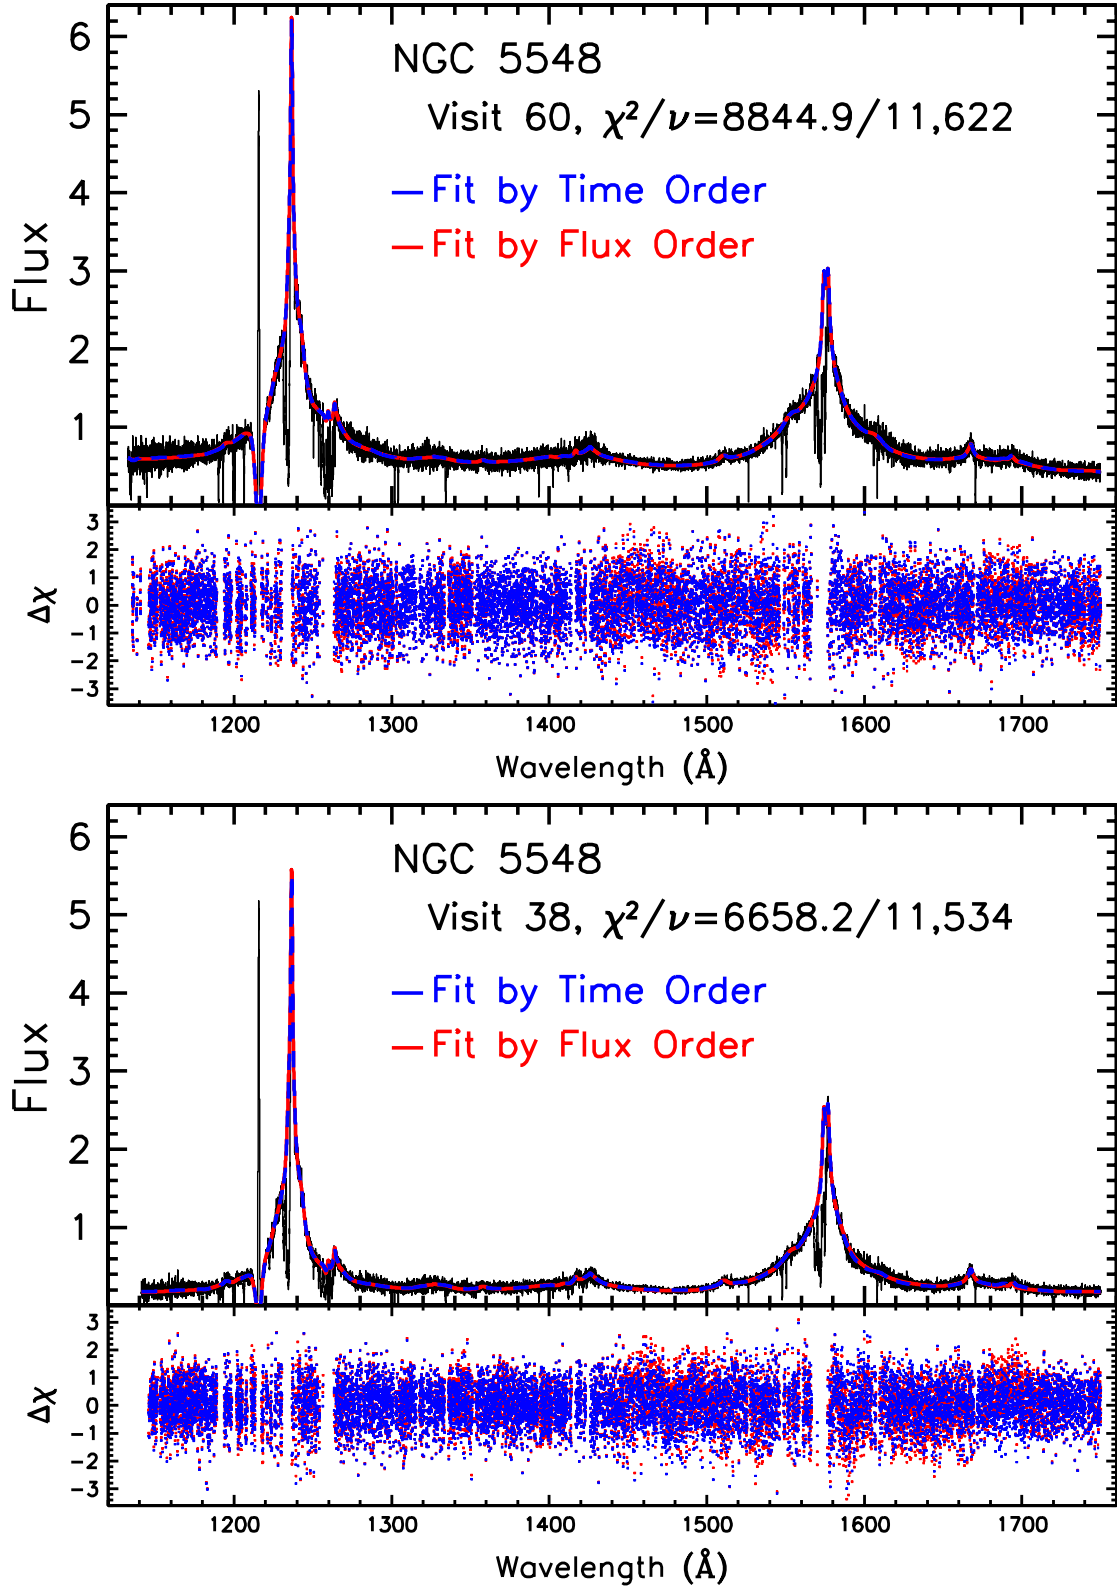 NGC 5548
Visit 60, χ²/ν=8844.9/11,622
Fit by Time Order
Fit by Flux Order
Flux
6
5
4
3
2
1
Δχ
3
2
1
0
-1
-2
-3
1200 1300 1400 1500 1600 1700
Wavelength (Å)
NGC 5548
Visit 38, χ²/ν=6658.2/11,534
Fit by Time Order
Fit by Flux Order
Flux
6
5
4
3
2
1
Δχ
3
2
1
0
-1
-2
-3
1200 1300 1400 1500 1600 1700
Wavelength (Å)